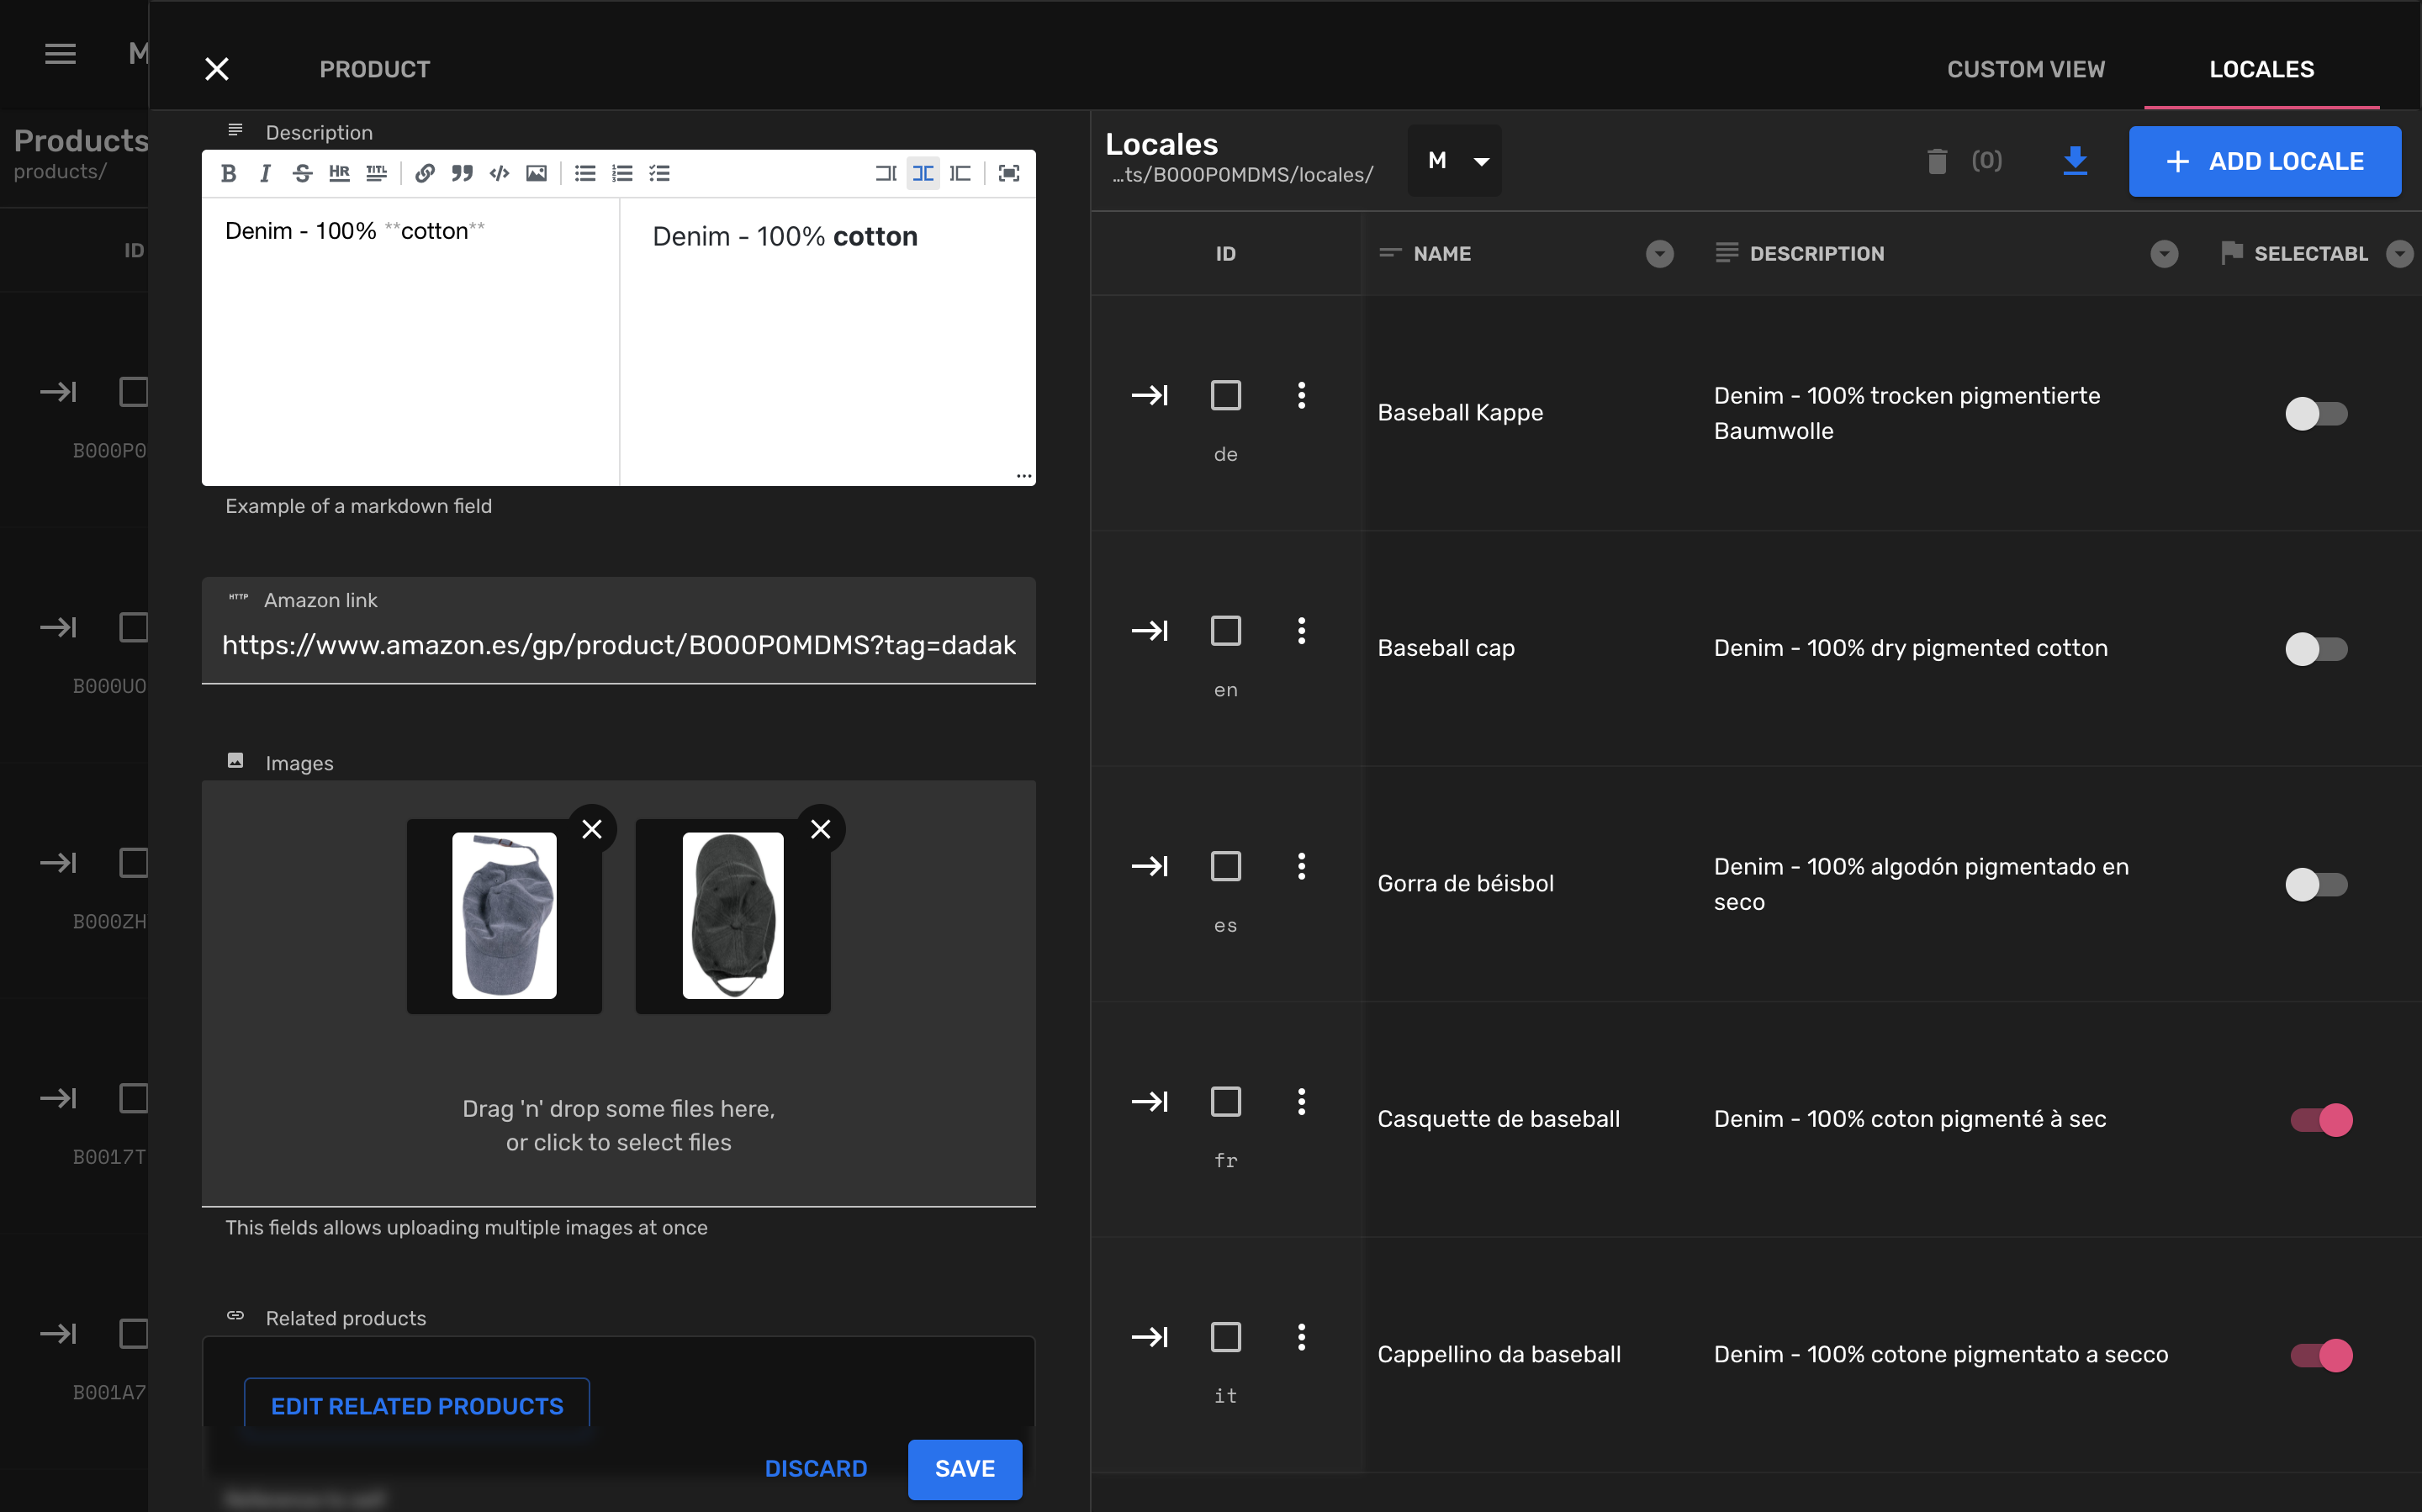 M
PRODUCT
CUSTOM VIEW
LOCALES
Products
products/
ID
B000P0
B000U0
B000ZH
B0017T
B001A7
Description
HR
TITL
Denim - 100% **cotton**
Denim - 100% cotton
Example of a markdown field
HTTP Amazon link
https://www.amazon.es/gp/product/B000P0MDMS?tag=dadak
Images
Drag 'n' drop some files here,
or click to select files
This fields allows uploading multiple images at once
Related products
EDIT RELATED PRODUCTS
DISCARD
SAVE
Locales
…ts/B000P0MDMS/locales/
M
(0)
ADD LOCALE
ID
NAME
DESCRIPTION
SELECTABL
de
Baseball Kappe
Denim - 100% trocken pigmentierte
Baumwolle
en
Baseball cap
Denim - 100% dry pigmented cotton
es
Gorra de béisbol
Denim - 100% algodón pigmentado en
seco
fr
Casquette de baseball
Denim - 100% coton pigmenté à sec
it
Cappellino da baseball
Denim - 100% cotone pigmentato a secco